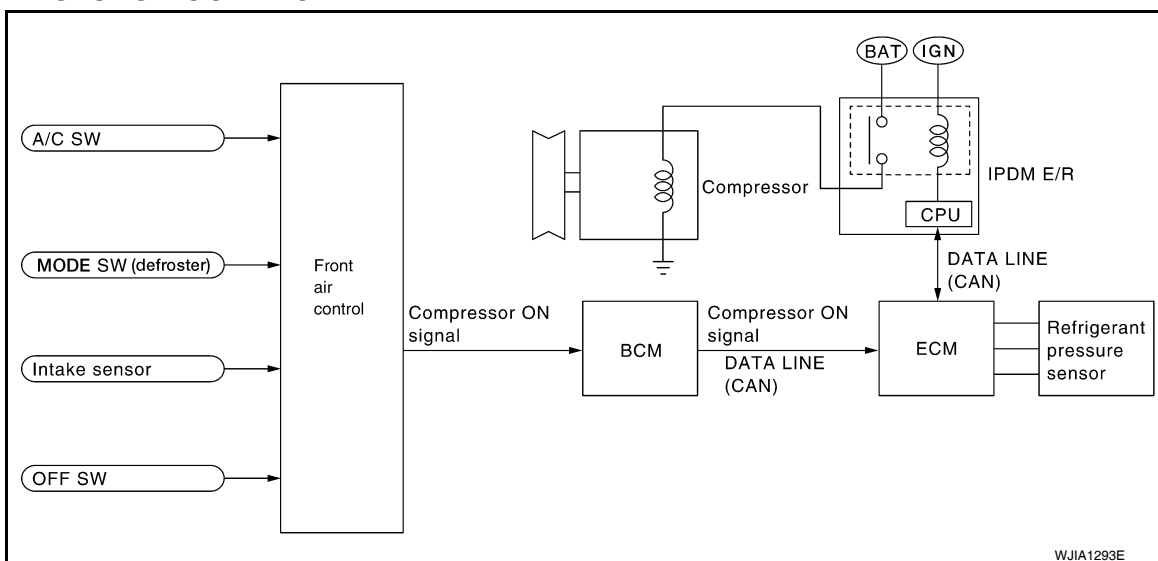 BAT
IGN
A/C SW
Compressor
IPDM E/R
CPU
MODE SW (defroster)
Front
air
control
DATA LINE
(CAN)
Compressor ON
signal
BCM
Compressor ON
signal
DATA LINE
(CAN)
ECM
Refrigerant
pressure
sensor
Intake sensor
OFF SW
WJIA1293E